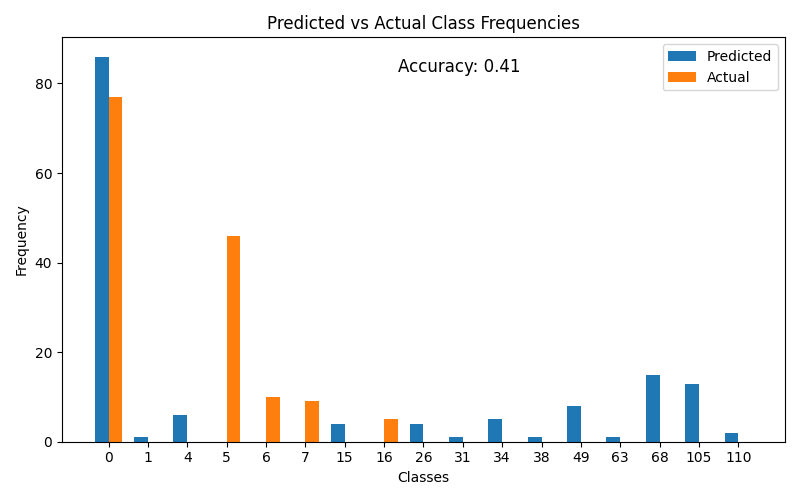 Predicted vs Actual Class Frequencies
Accuracy: 0.41
Predicted
Actual
Frequency
80
60
40
20
0
0 1 4 5 6 7 15 16 26 31 34 38 49 63 68 105 110
Classes